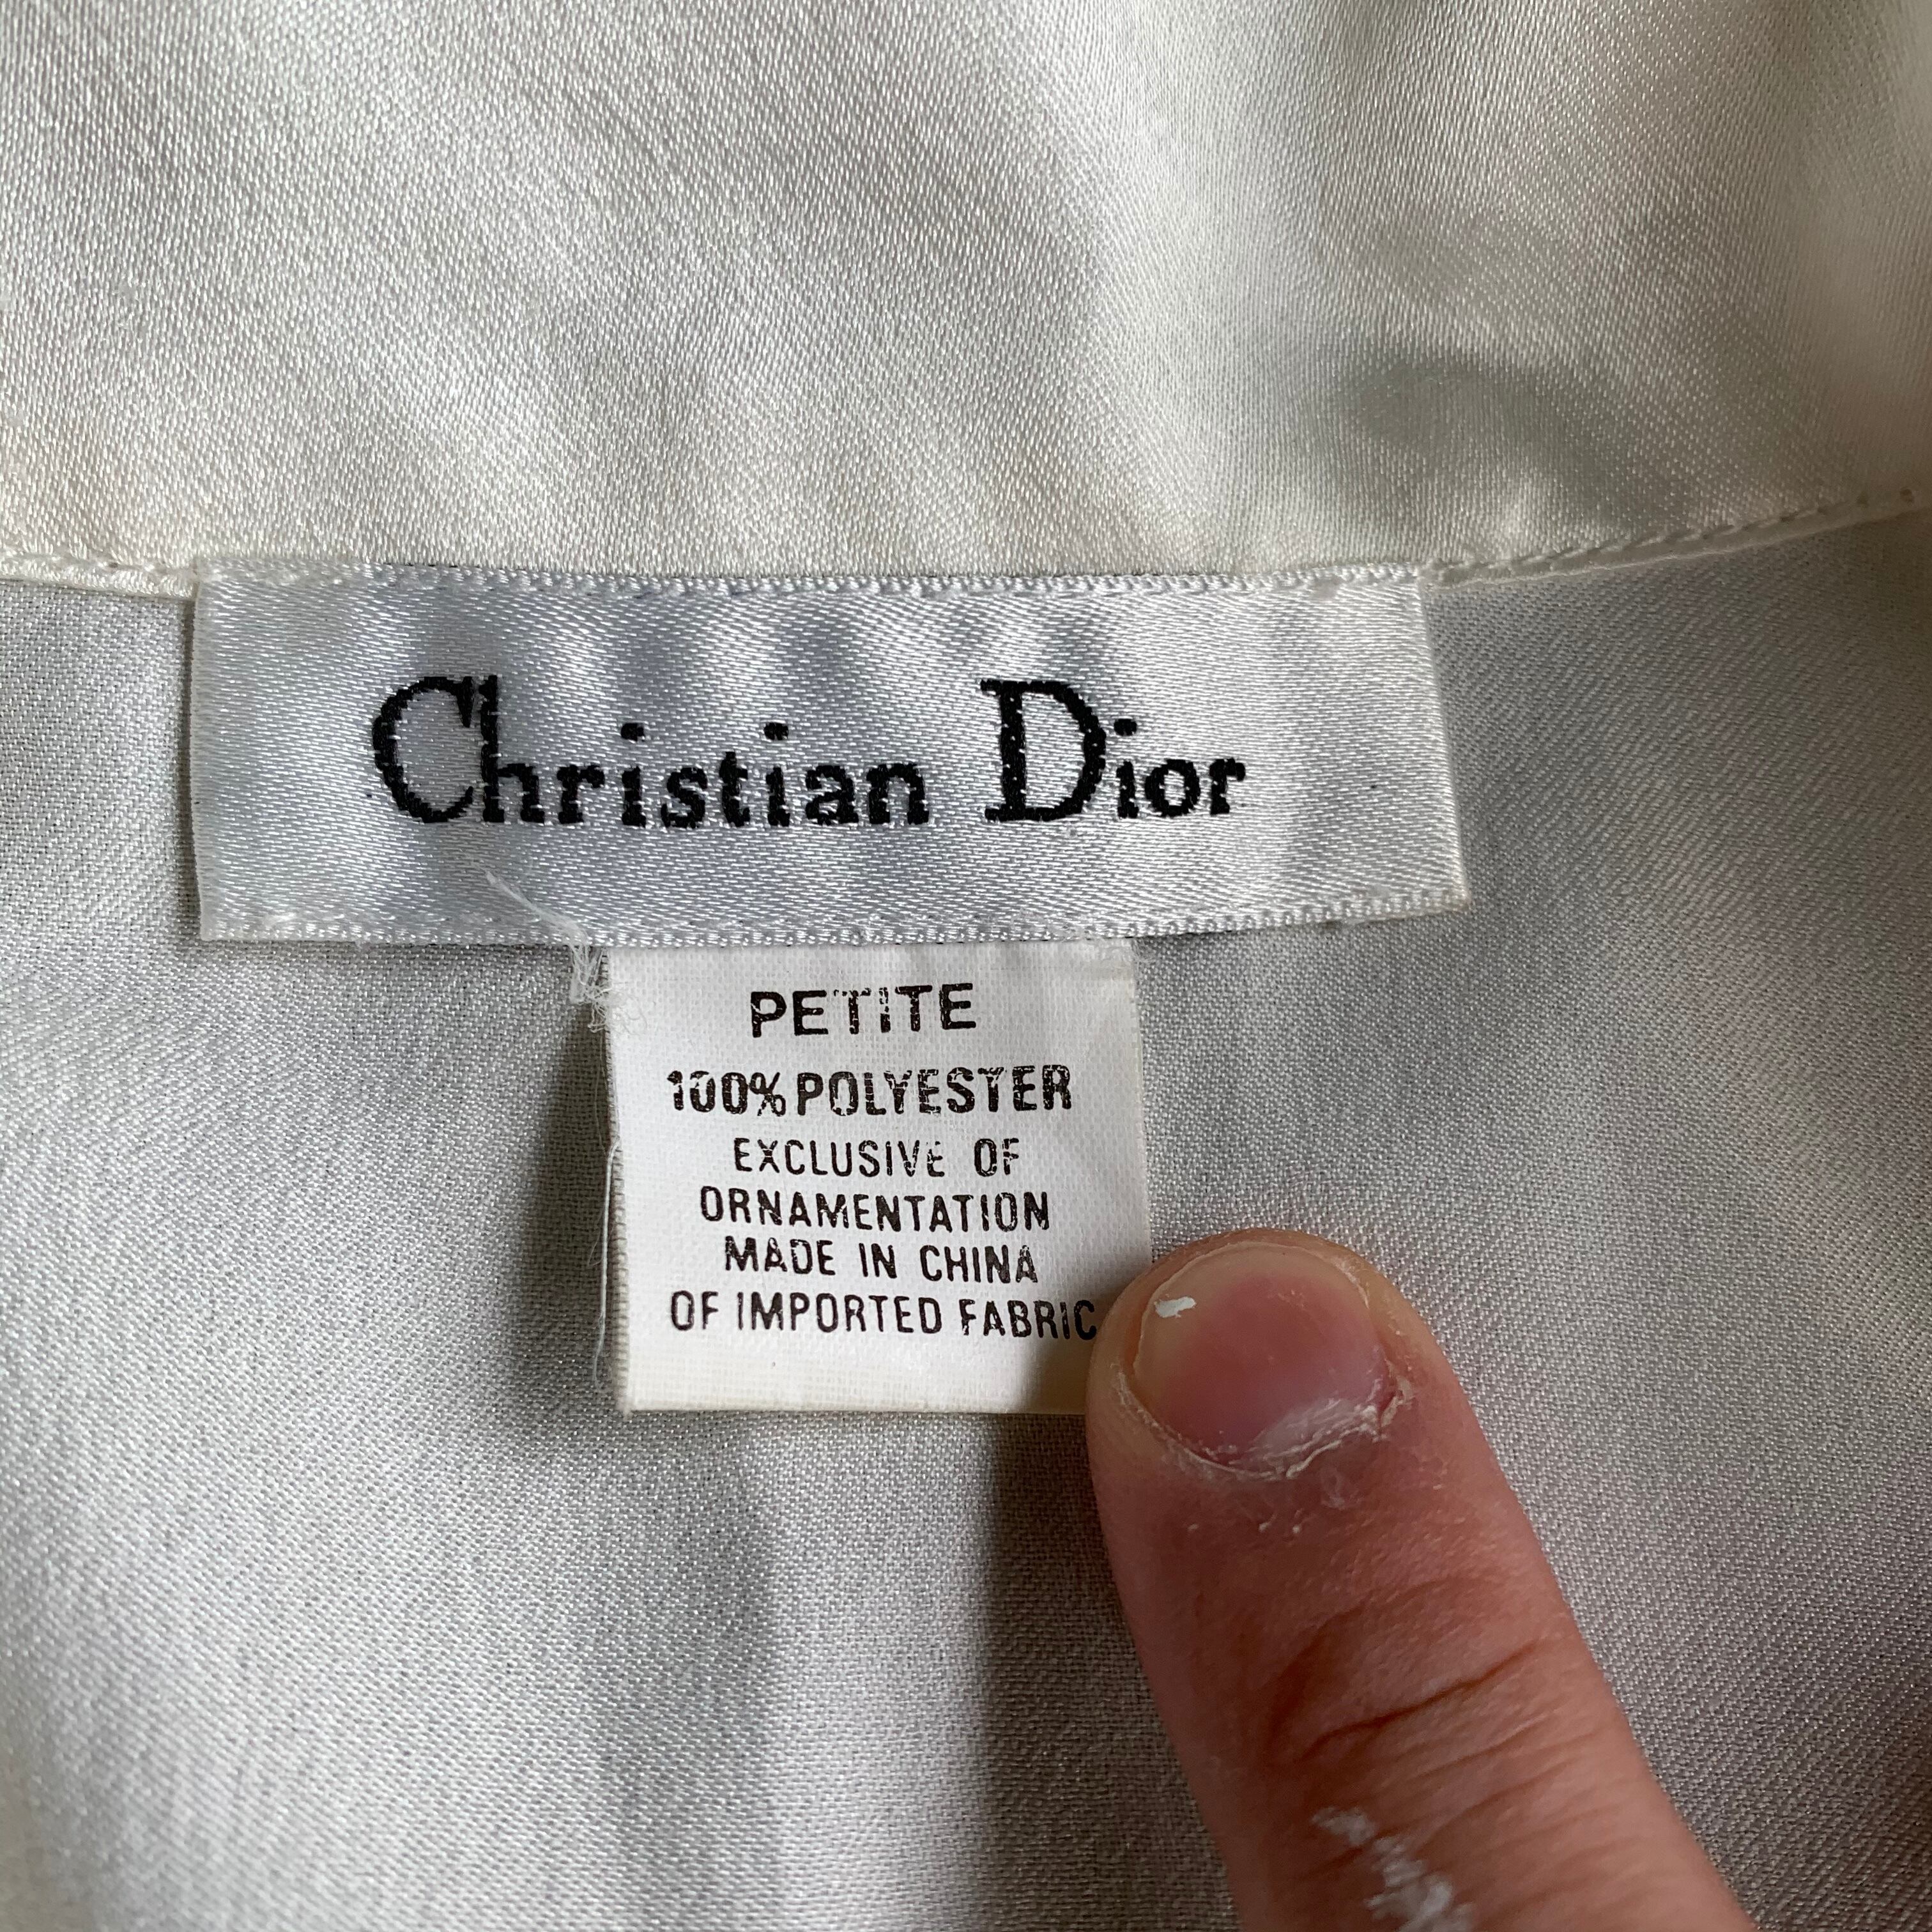 Christian Dior
PETITE
100% POLYESTER
EXCLUSIVE OF
ORNAMENTATION
MADE IN CHINA
OF IMPORTED FABRIC